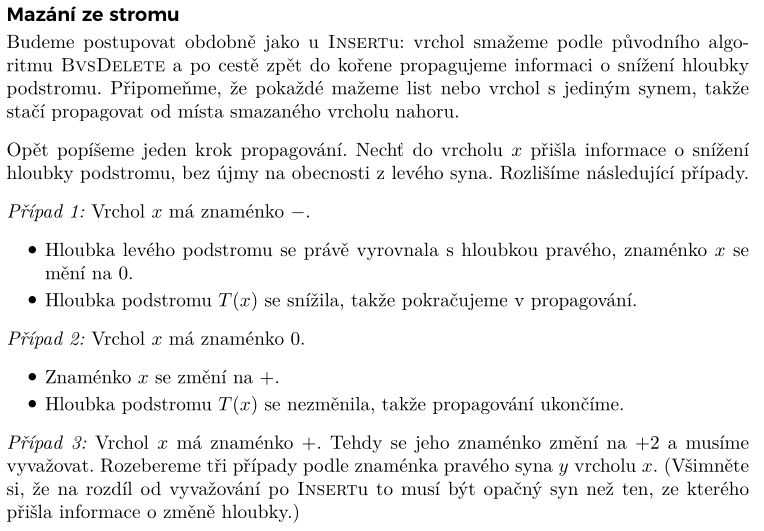 Mazání ze stromu
Budeme postupovat obdobně jako u Insertu: vrchol smažeme podle původního algo-
ritmu BvsDelete a po cestě zpět do kořene propagujeme informaci o snížení hloubky
podstromu. Připomeňme, že pokaždé mažeme list nebo vrchol s jediným synem, takže
stačí propagovat od místa smazaného vrcholu nahoru.
Opět popíšeme jeden krok propagování. Nechť do vrcholu x přišla informace o snížení
hloubky podstromu, bez újmy na obecnosti z levého syna. Rozlišíme následující případy.
Případ 1: Vrchol x má znaménko −.
• Hloubka levého podstromu se právě vyrovnala s hloubkou pravého, znaménko x se
mění na 0.
• Hloubka podstromu T(x) se snížila, takže pokračujeme v propagování.
Případ 2: Vrchol x má znaménko 0.
• Znaménko x se změní na +.
• Hloubka podstromu T(x) se nezměnila, takže propagování ukončíme.
Případ 3: Vrchol x má znaménko +. Tehdy se jeho znaménko změní na +2 a musíme
vyvažovat. Rozebereme tři případy podle znaménka pravého syna y vrcholu x. (Všimněte
si, že na rozdíl od vyvažování po Insertu to musí být opačný syn než ten, ze kterého
přišla informace o změně hloubky.)